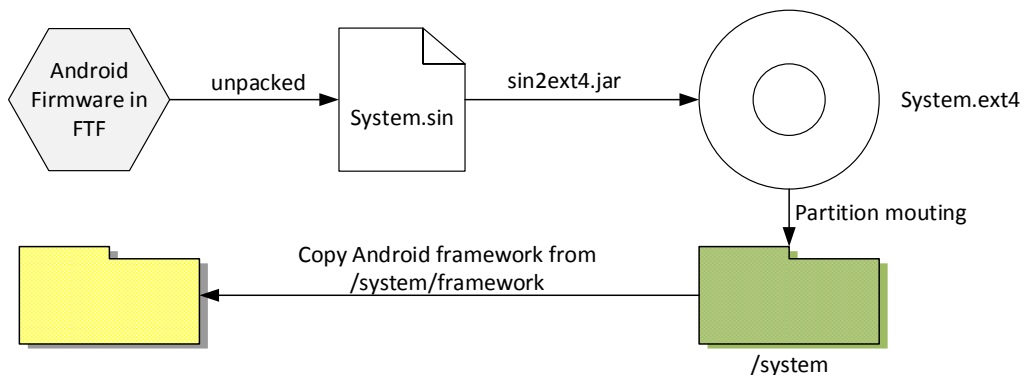 Android
Firmware in
FTF
unpacked
System.sin
sin2ext4.jar
System.ext4
Partition mouting
Copy Android framework from
/system/framework
/system